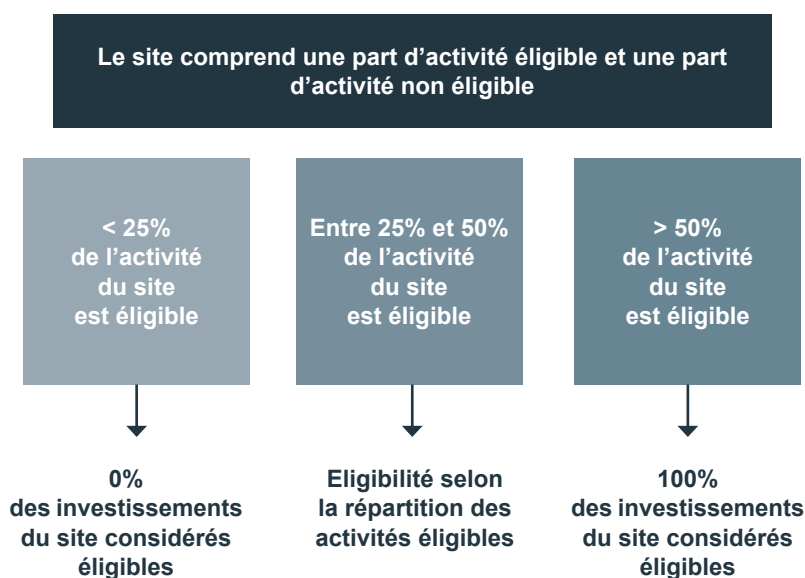 Le site comprend une part d’activité éligible et une part
d’activité non éligible
< 25%
de l’activité
du site
est éligible
Entre 25% et 50%
de l’activité
du site
est éligible
> 50%
de l’activité
du site
est éligible
0%
des investissements
du site considérés
éligibles
Eligibilité selon
la répartition des
activités éligibles
100%
des investissements
du site considérés
éligibles